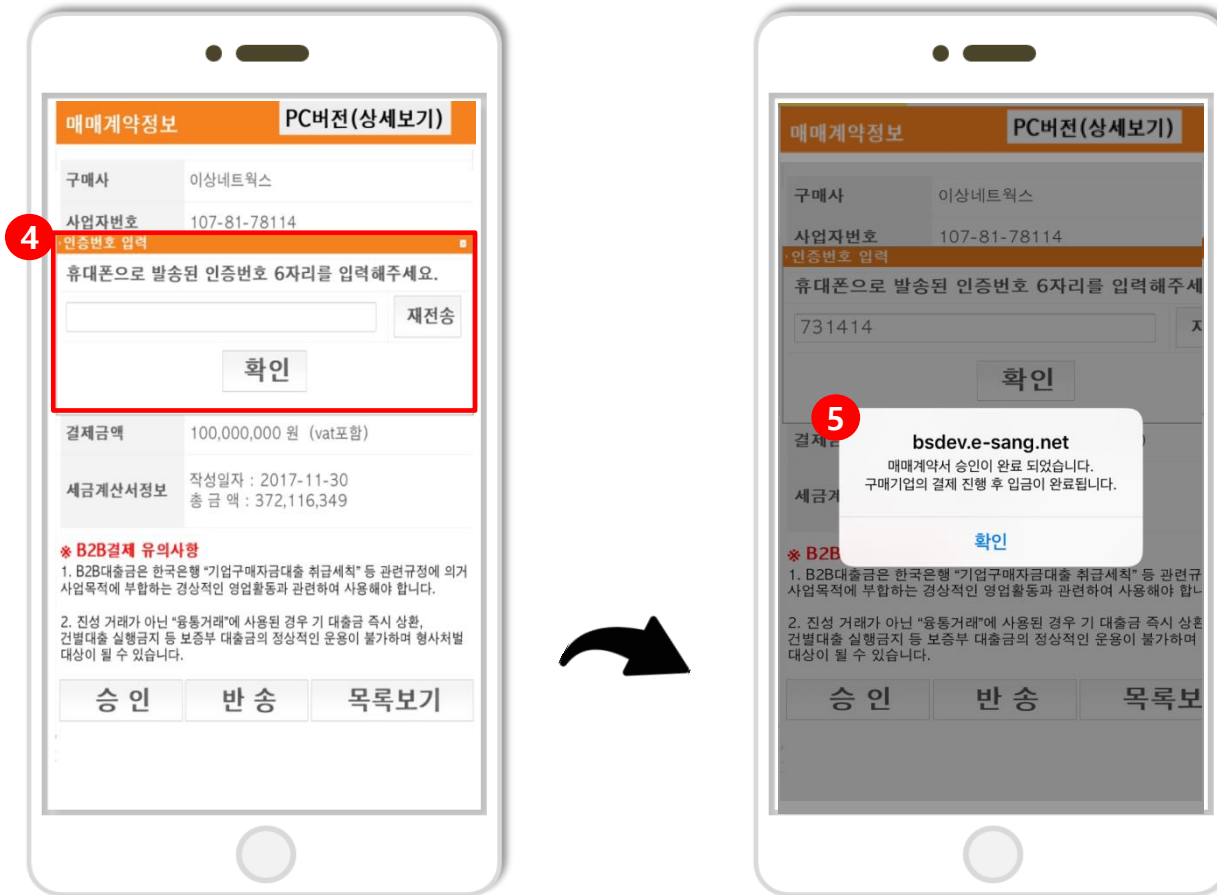 매매계약정보
PC버전(상세보기)
구매사 이상네트웍스
사업자번호 107-81-78114
4
인증번호 입력
휴대폰으로 발송된 인증번호 6자리를 입력해주세요.
재전송
확인
결제금액 100,000,000 원 (vat포함)
세금계산서정보 작성일자 : 2017-11-30
총 금 액 : 372,116,349
※ B2B결제 유의사항
1. B2B대출금은 한국은행 “기업구매자금대출 취급세칙” 등 관련규정에 의거
사업목적에 부합하는 경상적인 영업활동과 관련하여 사용해야 합니다.
2. 진성 거래가 아닌 “융통거래”에 사용된 경우 기 대출금 즉시 상환,
건별대출 실행금지 등 보증부 대출금의 정상적인 운용이 불가하며 형사처벌
대상이 될 수 있습니다.
승 인 반 송 목록보기
매매계약정보
PC버전(상세보기)
구매사 이상네트웍스
사업자번호 107-81-78114
인증번호 입력
휴대폰으로 발송된 인증번호 6자리를 입력해주세
731414
확인
5
결제
bsdev.e-sang.net
매매계약서 승인이 완료 되었습니다.
구매기업의 결제 진행 후 입금이 완료됩니다.
확인
세금계
※ B2B
1. B2B대출금은 한국은행 “기업구매자금대출 취급세칙” 등 관련규
사업목적에 부합하는 경상적인 영업활동과 관련하여 사용해야 합니
2. 진성 거래가 아닌 “융통거래”에 사용된 경우 기 대출금 즉시 상환
건별대출 실행금지 등 보증부 대출금의 정상적인 운용이 불가하며
대상이 될 수 있습니다.
승 인 반 송 목록보